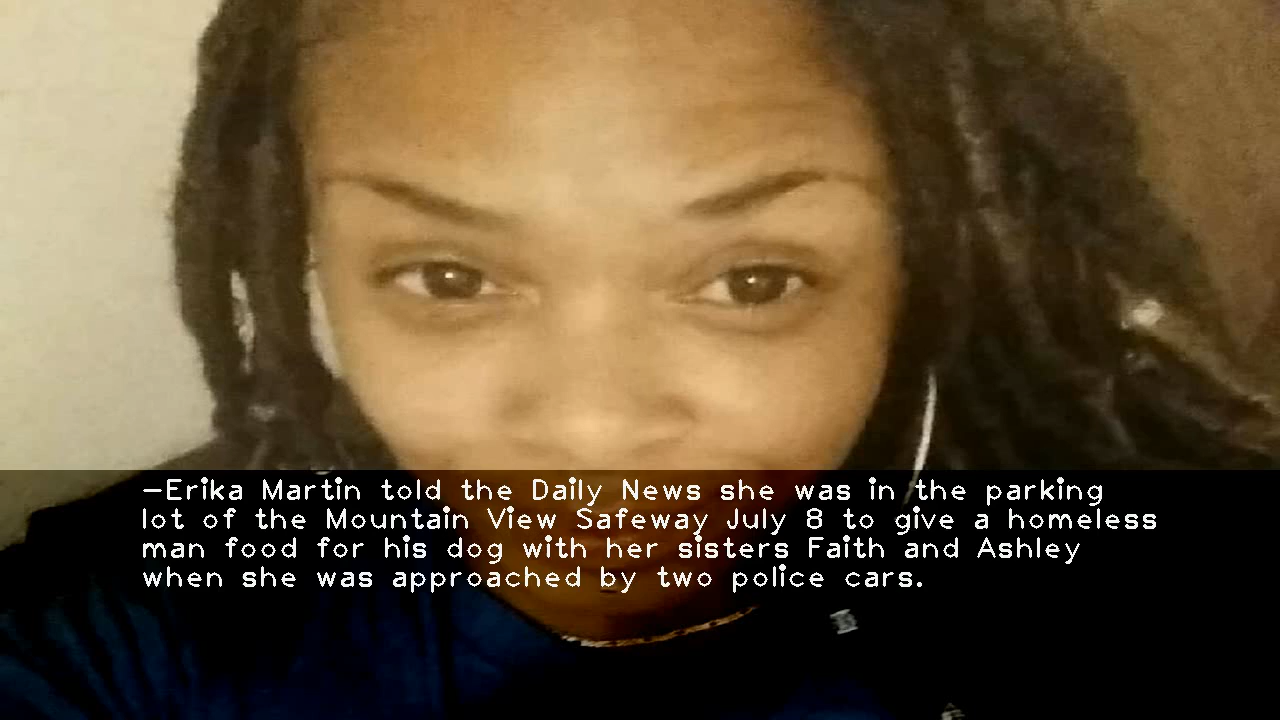 —Erika Martin told the Daily News she was in the parking
lot of the Mountain View Safeway July 8 to give a homeless
man food for his dog with her sisters Faith and Ashley
when she was approached by two police cars.